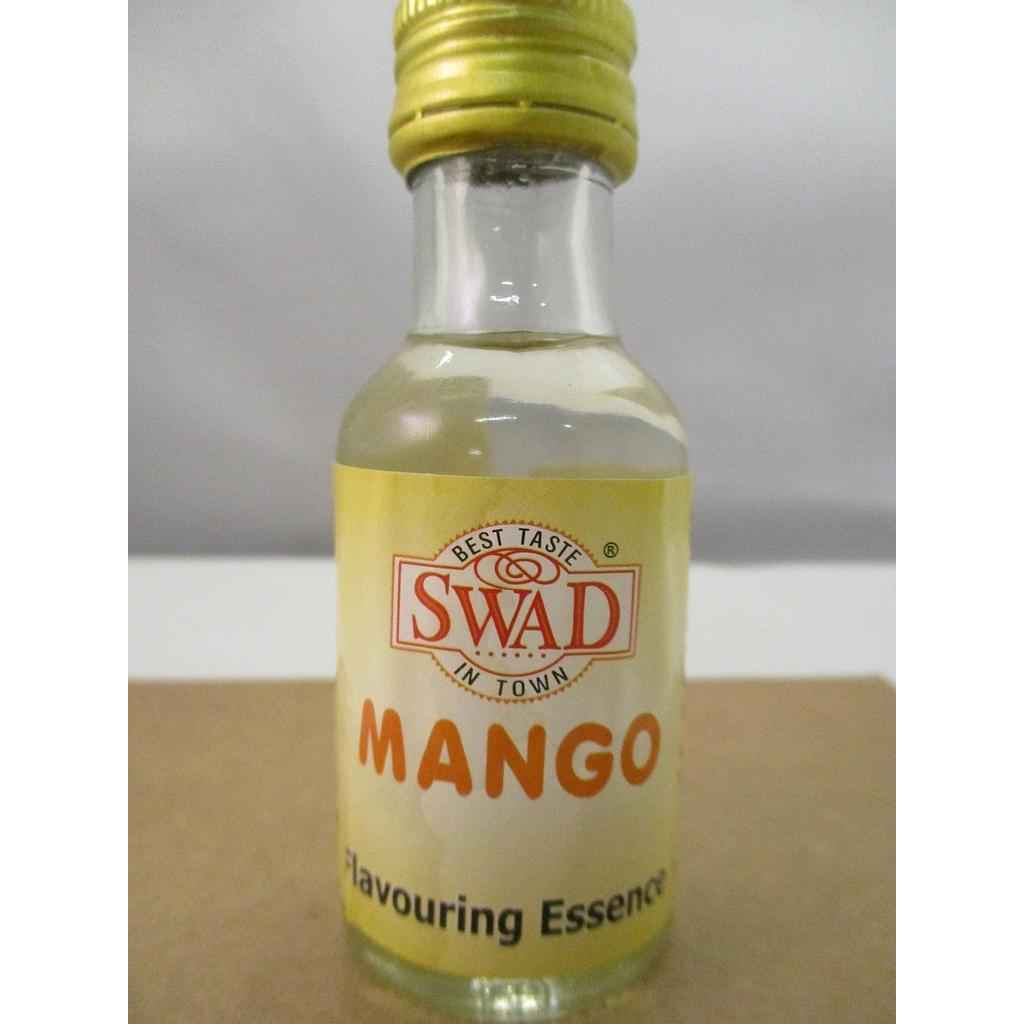 BEST TASTE
®
SWAD
IN TOWN
MANGO
Flavouring Essence